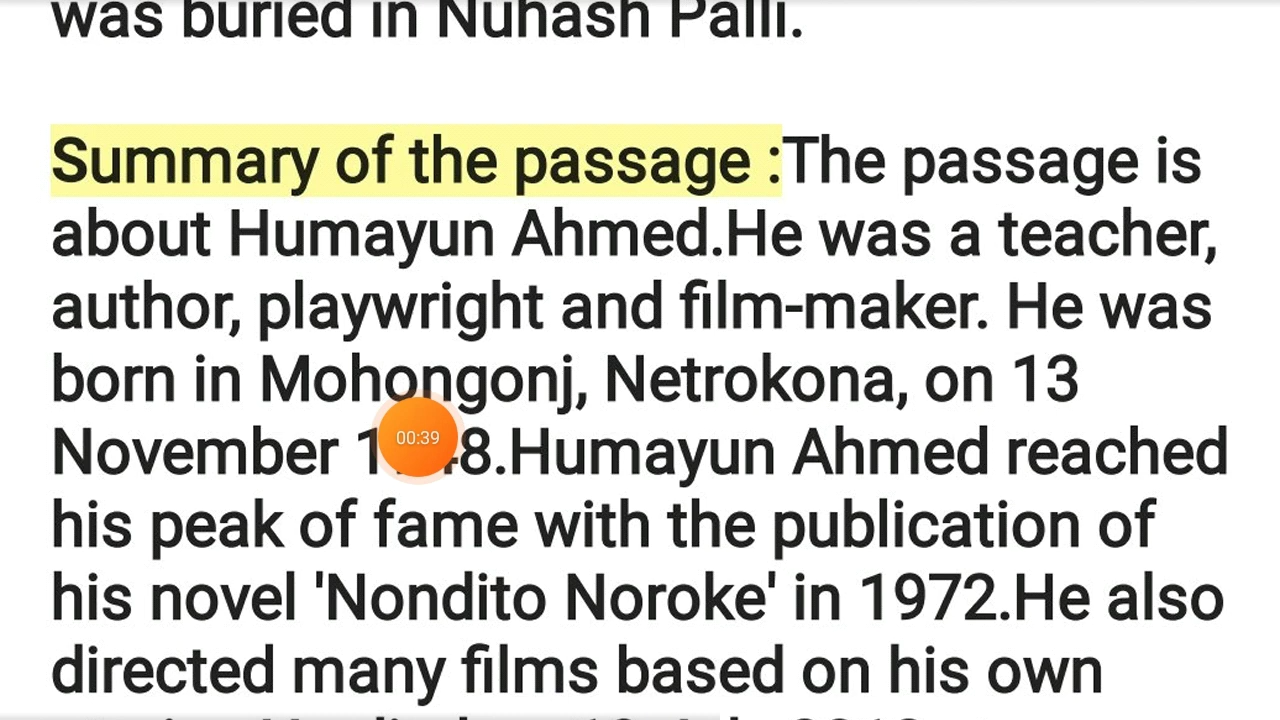 was buried in Nuhash Palli.
Summary of the passage :The passage is
about Humayun Ahmed.He was a teacher,
author, playwright and film-maker. He was
born in Mohongonj, Netrokona, on 13
November Humayun Ahmed reached
his peak of fame with the publication of
his novel 'Nondito Noroke' in 1972.He also
directed many films based on his own
00:39